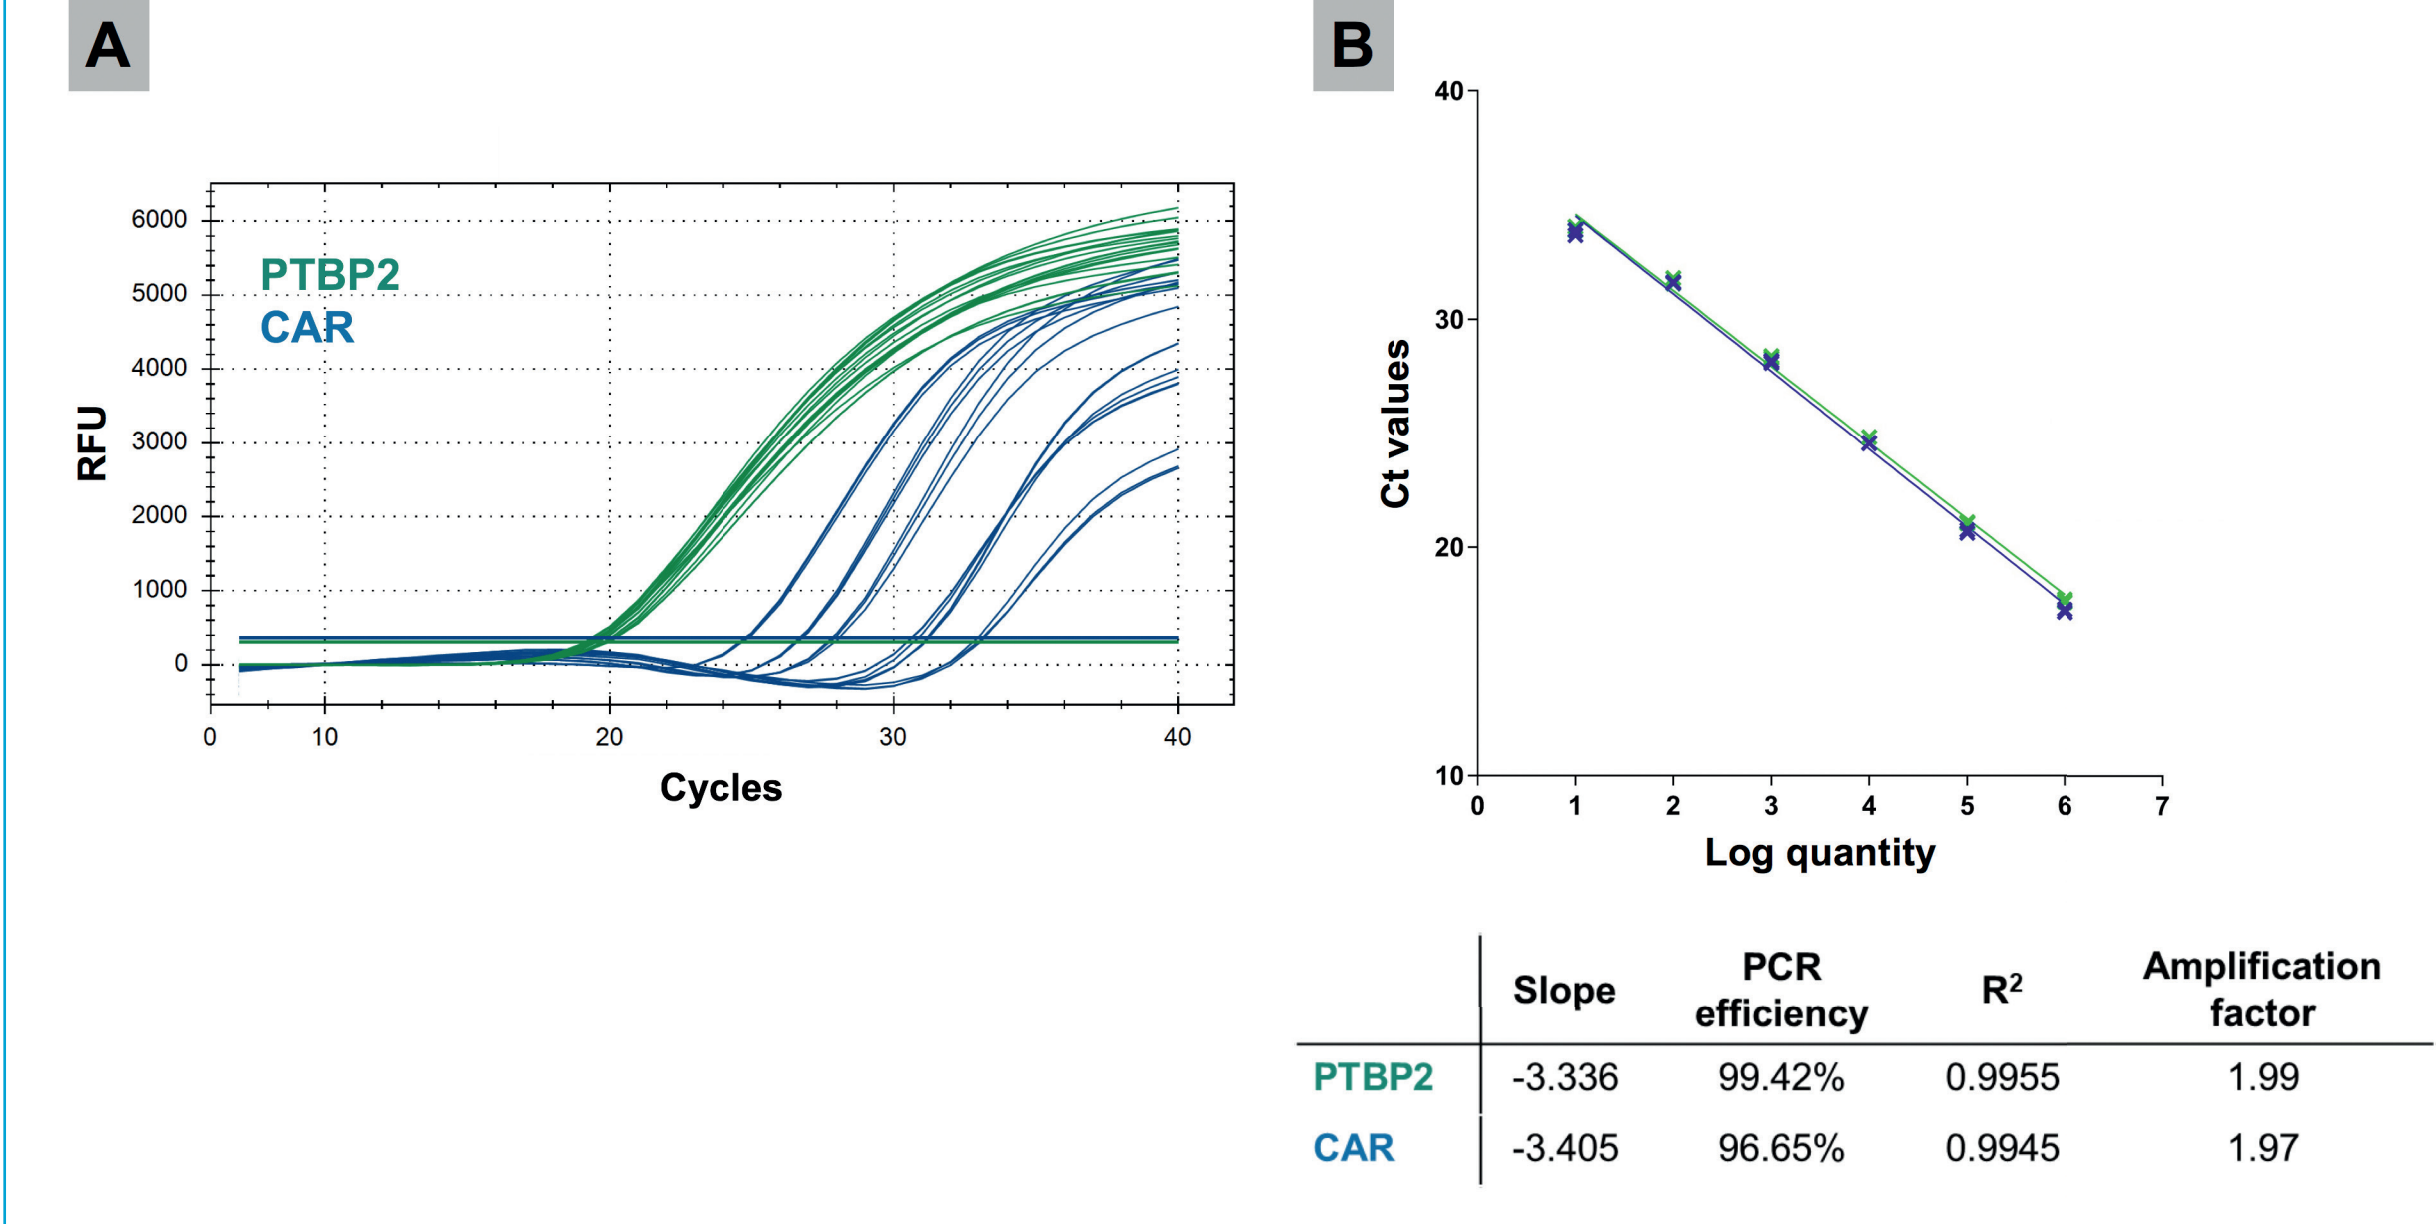 A
PTBP2
CAR
RFU
6000
5000
4000
3000
2000
1000
0
0 10 20 30 40
Cycles
B
Ct values
40
30
20
10
0 1 2 3 4 5 6 7
Log quantity
Slope PCR efficiency R² Amplification factor
PTBP2 -3.336 99.42% 0.9955 1.99
CAR -3.405 96.65% 0.9945 1.97